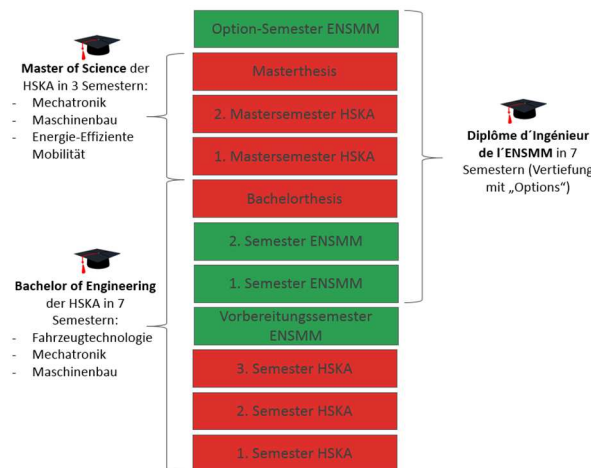 Option-Semester ENSMM
Masterthesis
2. Mastersemester HSKA
1. Mastersemester HSKA
Bachelorthesis
2. Semester ENSMM
1. Semester ENSMM
Vorbereitungssemester
ENSMM
3. Semester HSKA
2. Semester HSKA
1. Semester HSKA
Master of Science der
HSKA in 3 Semestern:
- Mechatronik
- Maschinenbau
- Energie-Effiziente
Mobilität
Bachelor of Engineering
der HSKA in 7
Semestern:
- Fahrzeugtechnologie
- Mechatronik
- Maschinenbau
Diplôme d´Ingénieur
de l´ENSMM in 7
Semestern (Vertiefung
mit „Options“)